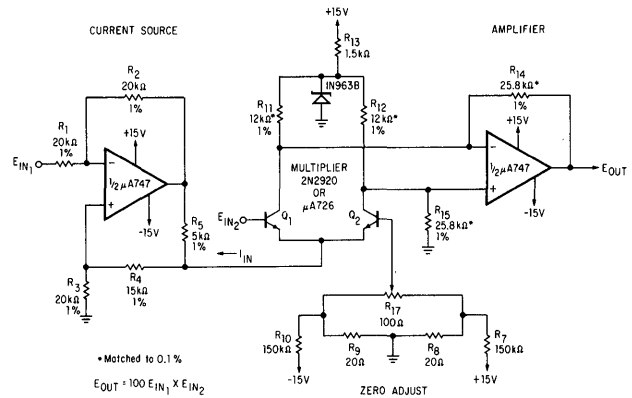 CURRENT SOURCE
AMPLIFIER
+15V
R13
1.5kΩ
1N963B
R2
20kΩ
1%
R1
20kΩ
1%
EIN1
+15V
−
+
1/2 μA747
-15V
R5
5kΩ
1%
R3
20kΩ
1%
R4
15kΩ
1%
IIN
R11
12kΩ*
1%
R12
12kΩ*
1%
MULTIPLIER
2N2920
OR
μA726
EIN2
Q1
Q2
R14
25.8kΩ*
1%
+15V
−
+
1/2 μA747
-15V
EOUT
R15
25.8kΩ*
1%
R17
100Ω
R10
150kΩ
-15V
R9
20Ω
R8
20Ω
R7
150kΩ
+15V
ZERO ADJUST
*Matched to 0.1%
EOUT = 100 EIN1 X EIN2